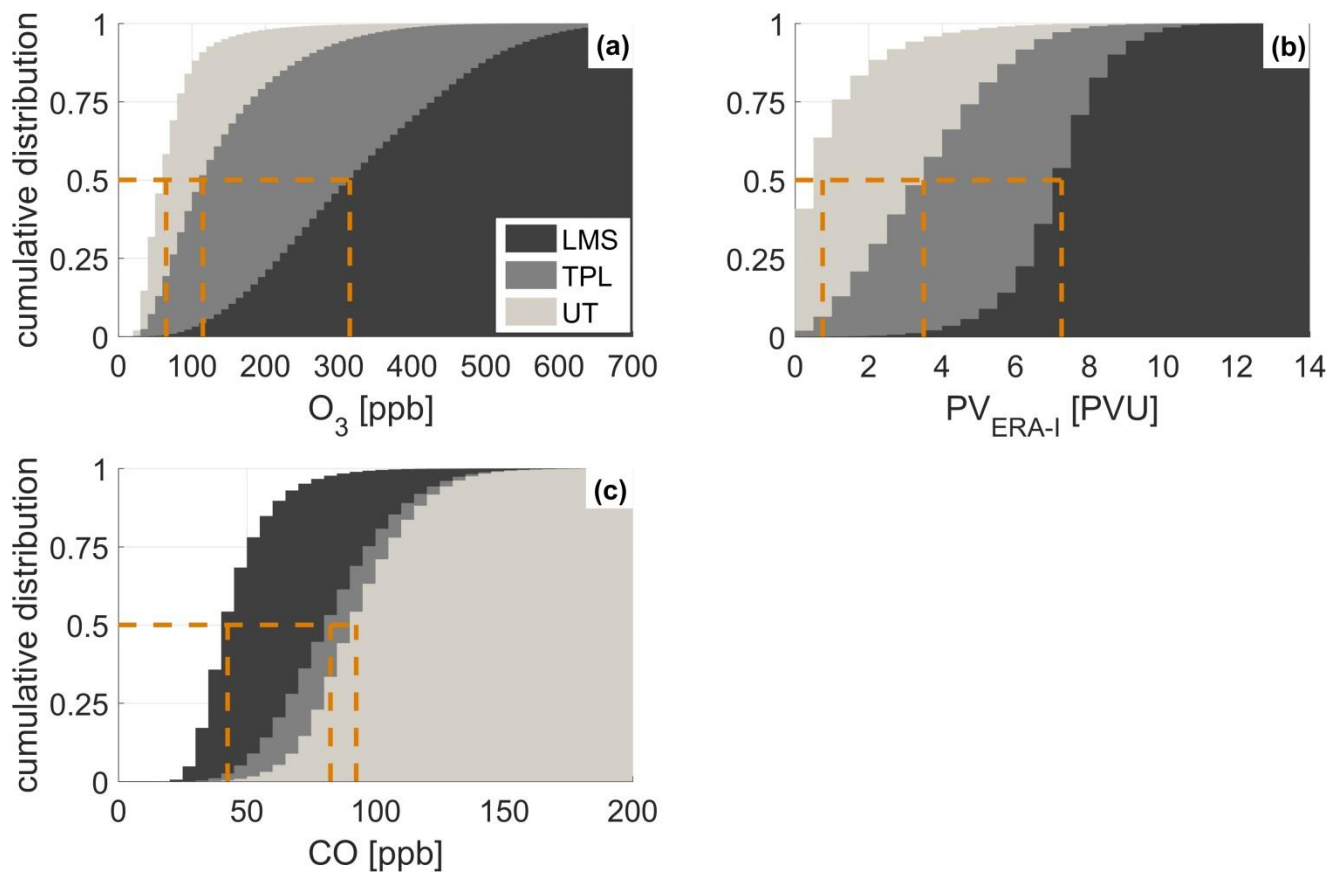 cumulative distribution
1
0.75
0.5
0.25
0
(a)
LMS
TPL
UT
0 100 200 300 400 500 600 700
O3 [ppb]
1
0.75
0.5
0.25
0
(b)
0 2 4 6 8 10 12 14
PVERA-I [PVU]
cumulative distribution
1
0.75
0.5
0.25
0
(c)
0 50 100 150 200
CO [ppb]